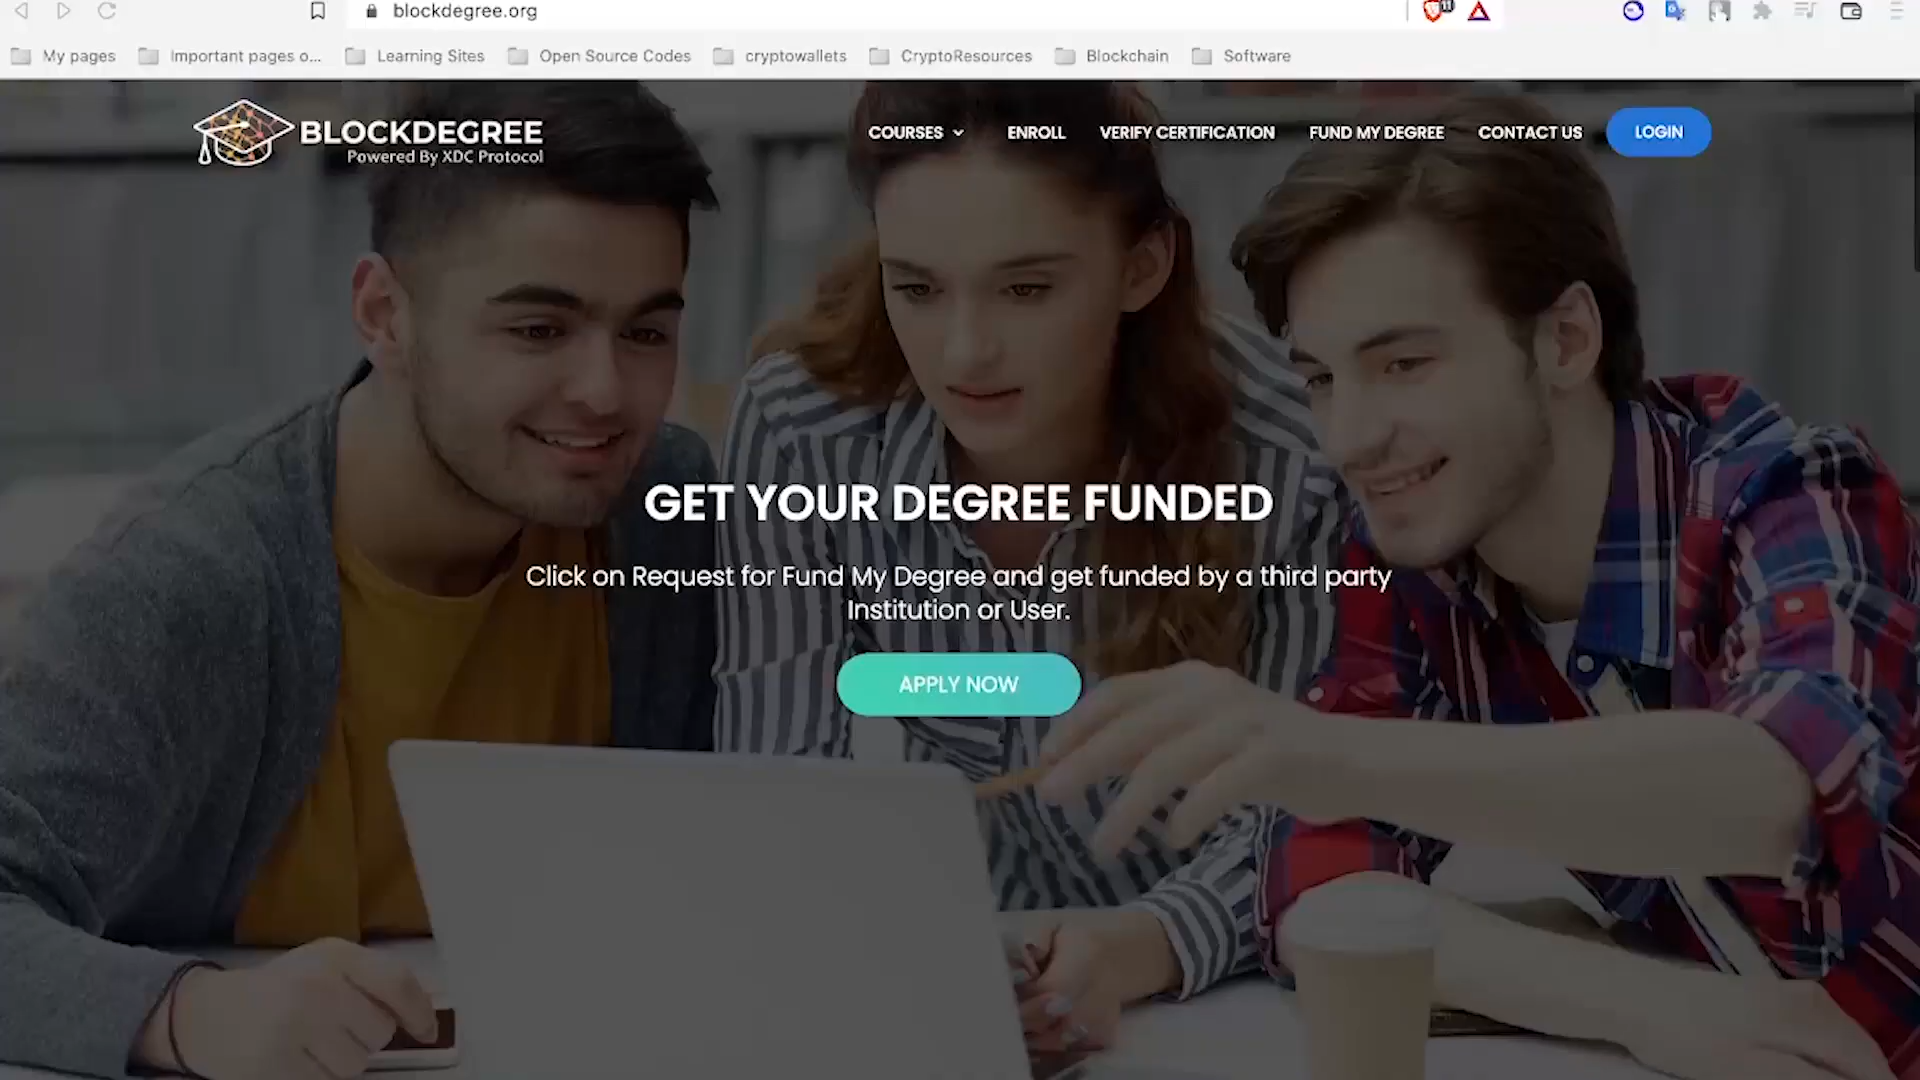 blockdegree.org
11
My pages
Important pages o...
Learning Sites
Open Source Codes
cryptowallets
CryptoResources
Blockchain
Software
BLOCKDEGREE
Powered By XDC Protocol
COURSES
ENROLL
VERIFY CERTIFICATION
FUND MY DEGREE
CONTACT US
LOGIN
GET YOUR DEGREE FUNDED
Click on Request for Fund My Degree and get funded by a third party
Institution or User.
APPLY NOW